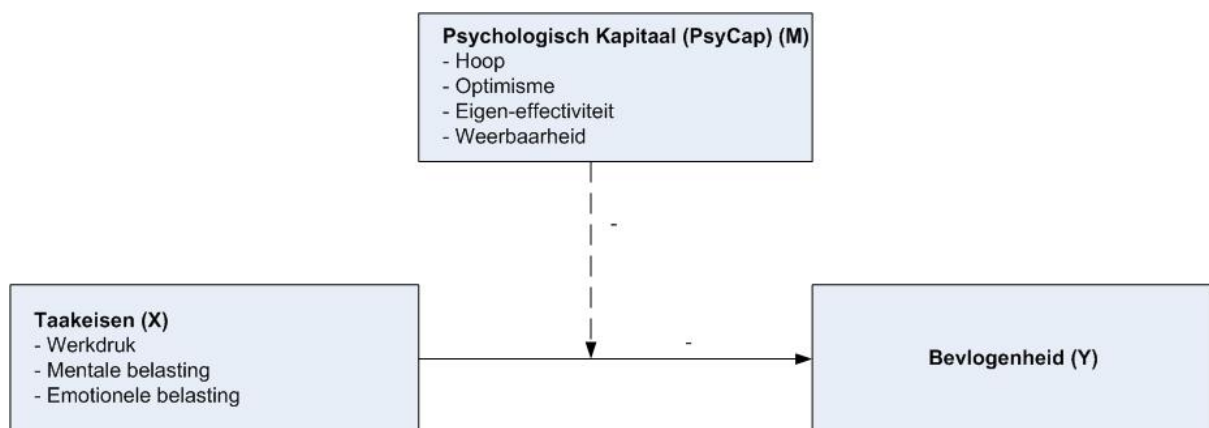 Psychologisch Kapitaal (PsyCap) (M)
- Hoop
- Optimisme
- Eigen-effectiviteit
- Weerbaarheid
-
Taakeisen (X)
- Werkdruk
- Mentale belasting
- Emotionele belasting
-
Bevlogenheid (Y)